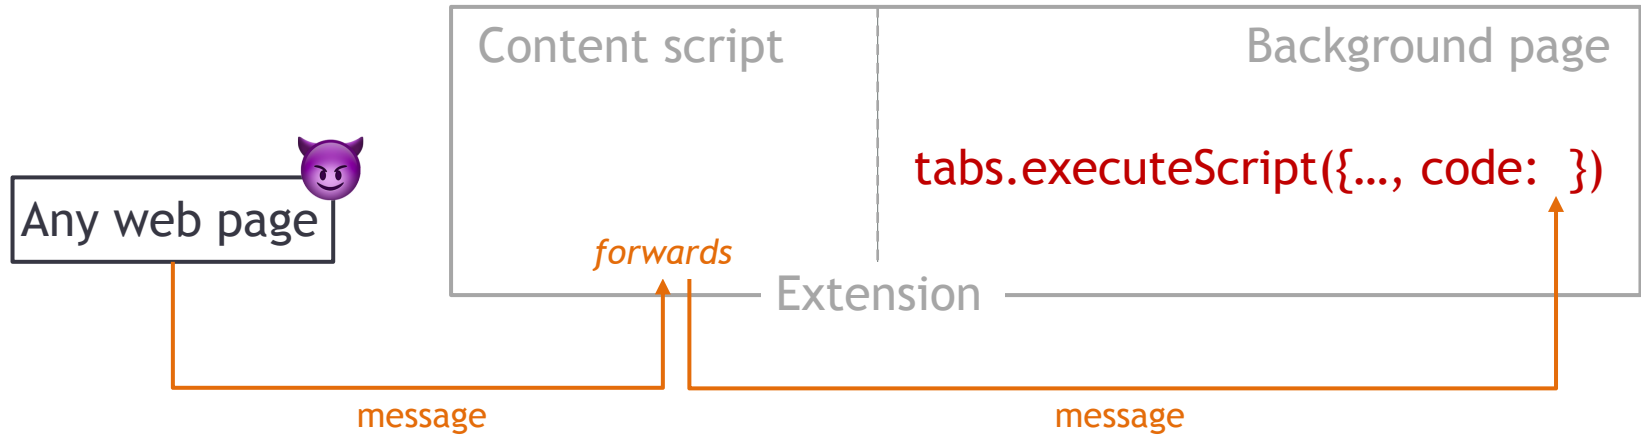 Content script
Background page
tabs.executeScript({…, code:  })
Any web page
forwards
Extension
message
message